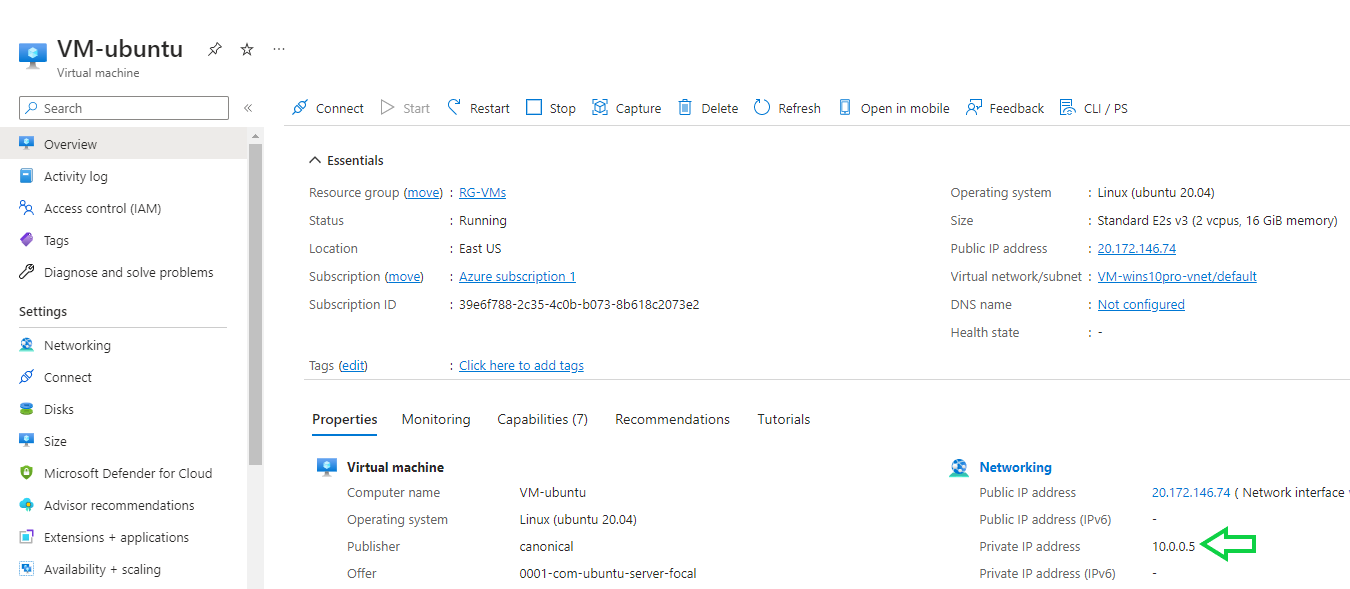 VM-ubuntu
Virtual machine
Search
Connect Start Restart Stop Capture Delete Refresh Open in mobile Feedback CLI / PS
Overview
Activity log
Access control (IAM)
Tags
Diagnose and solve problems
Settings
Networking
Connect
Disks
Size
Microsoft Defender for Cloud
Advisor recommendations
Extensions + applications
Availability + scaling
Essentials
Resource group (move) : RG-VMs
Status : Running
Location : East US
Subscription (move) : Azure subscription 1
Subscription ID : 39e6f788-2c35-4c0b-b073-8b618c2073e2
Tags (edit) : Click here to add tags
Operating system : Linux (ubuntu 20.04)
Size : Standard E2s v3 (2 vcpus, 16 GiB memory)
Public IP address : 20.172.146.74
Virtual network/subnet : VM-wins10pro-vnet/default
DNS name : Not configured
Health state : -
Properties Monitoring Capabilities (7) Recommendations Tutorials
Virtual machine
Computer name VM-ubuntu
Operating system Linux (ubuntu 20.04)
Publisher canonical
Offer 0001-com-ubuntu-server-focal
Networking
Public IP address 20.172.146.74 ( Network interface
Public IP address (IPv6) -
Private IP address 10.0.0.5
Private IP address (IPv6) -